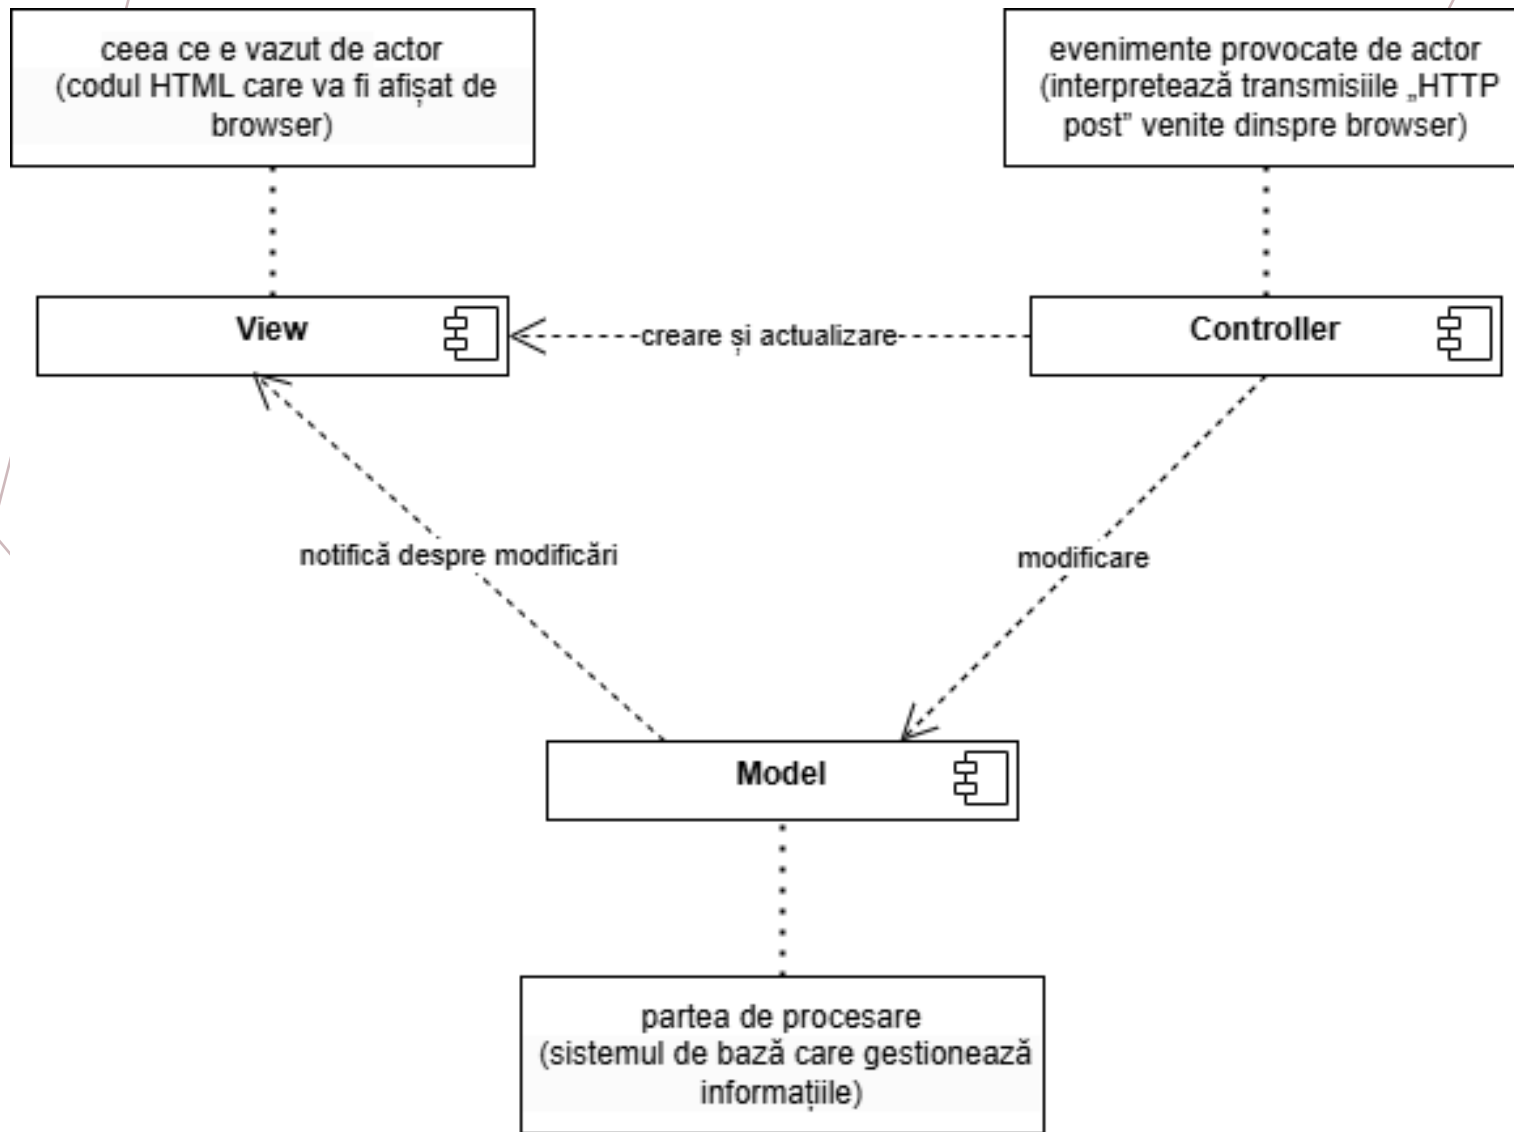 ceea ce e vazut de actor
(codul HTML care va fi afișat de
browser)
evenimente provocate de actor
(interpretează transmisiile „HTTP
post” venite dinspre browser)
View
creare și actualizare
Controller
notifică despre modificări
modificare
Model
partea de procesare
(sistemul de bază care gestionează
informațiile)